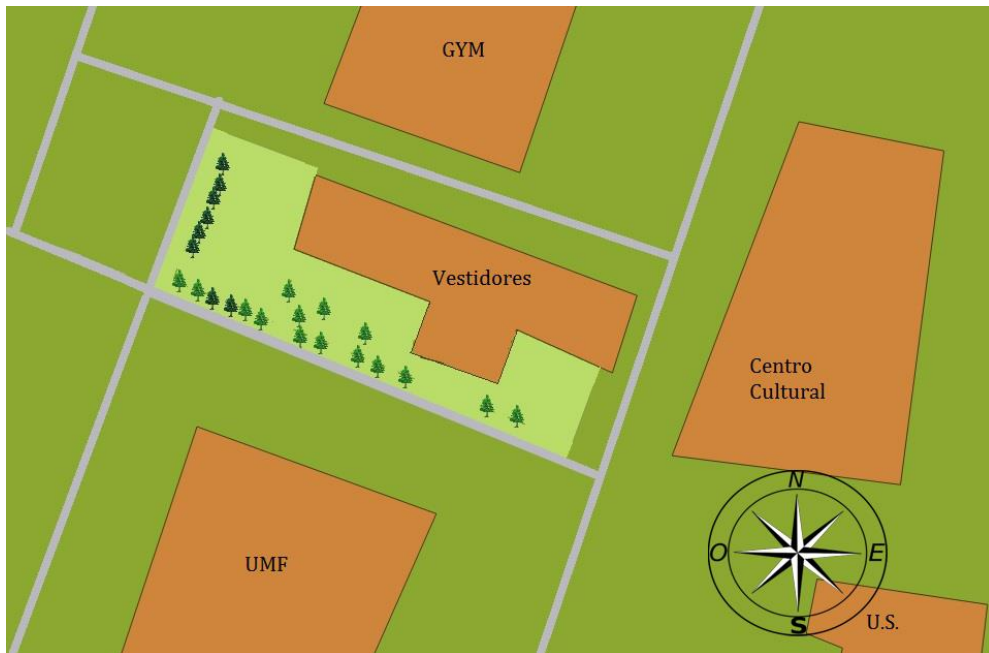 GYM
Vestidores
Centro
Cultural
N
O
E
UMF
S
U.S.